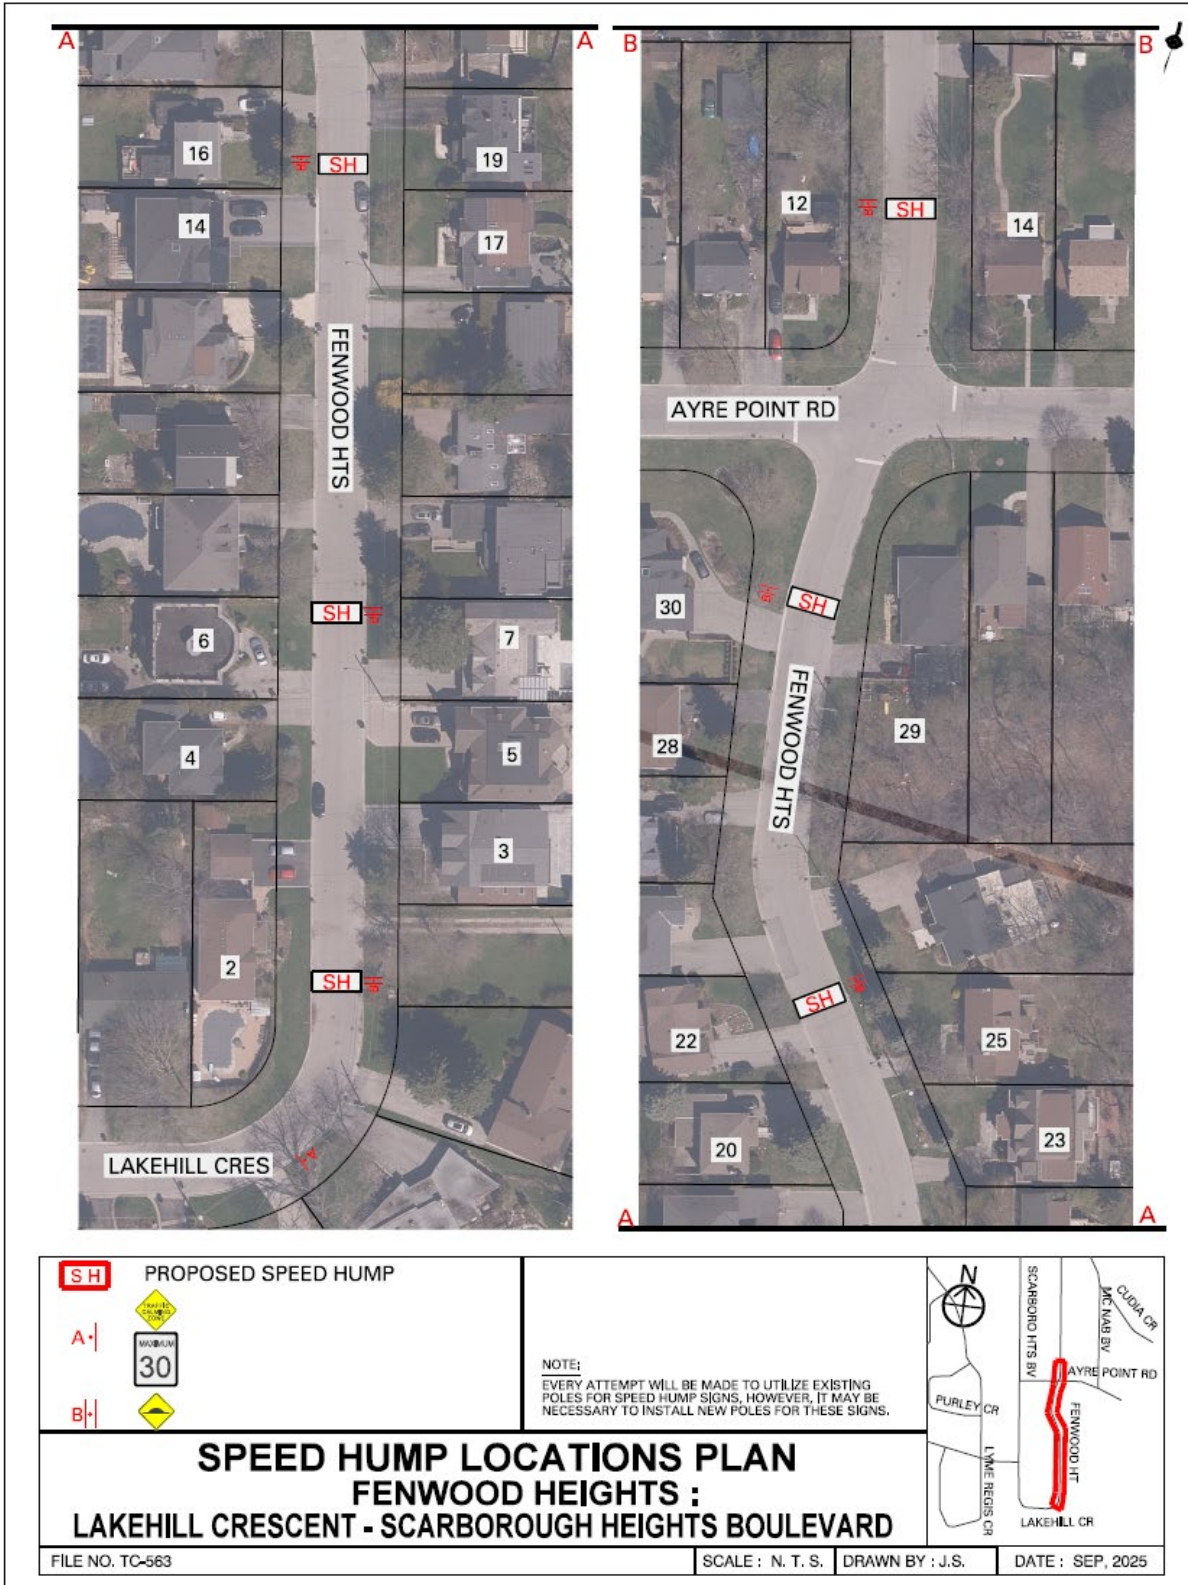 A
A
B
B
16
SH
19
14
17
12
SH
14
FENWOOD HTS
AYRE POINT RD
SH
6
7
4
5
3
2
SH
LAKEHILL CRES
A
30
SH
FENWOOD HTS
28
29
SH
22
25
20
23
A
A
SH
PROPOSED SPEED HUMP
A
TRAFFIC
CALMING
ZONE
MAXIMUM
30
B
NOTE:
EVERY ATTEMPT WILL BE MADE TO UTILIZE EXISTING
POLES FOR SPEED HUMP SIGNS, HOWEVER, IT MAY BE
NECESSARY TO INSTALL NEW POLES FOR THESE SIGNS.
N
SCARBORO HTS BV
MC NAB BV
CUDIA CR
AYRE POINT RD
PURLEY CR
FENWOOD HT
LYME REGIS CR
LAKEHILL CR
SPEED HUMP LOCATIONS PLAN
FENWOOD HEIGHTS :
LAKEHILL CRESCENT - SCARBOROUGH HEIGHTS BOULEVARD
FILE NO. TC-563
SCALE : N. T. S.
DRAWN BY : J.S.
DATE : SEP, 2025